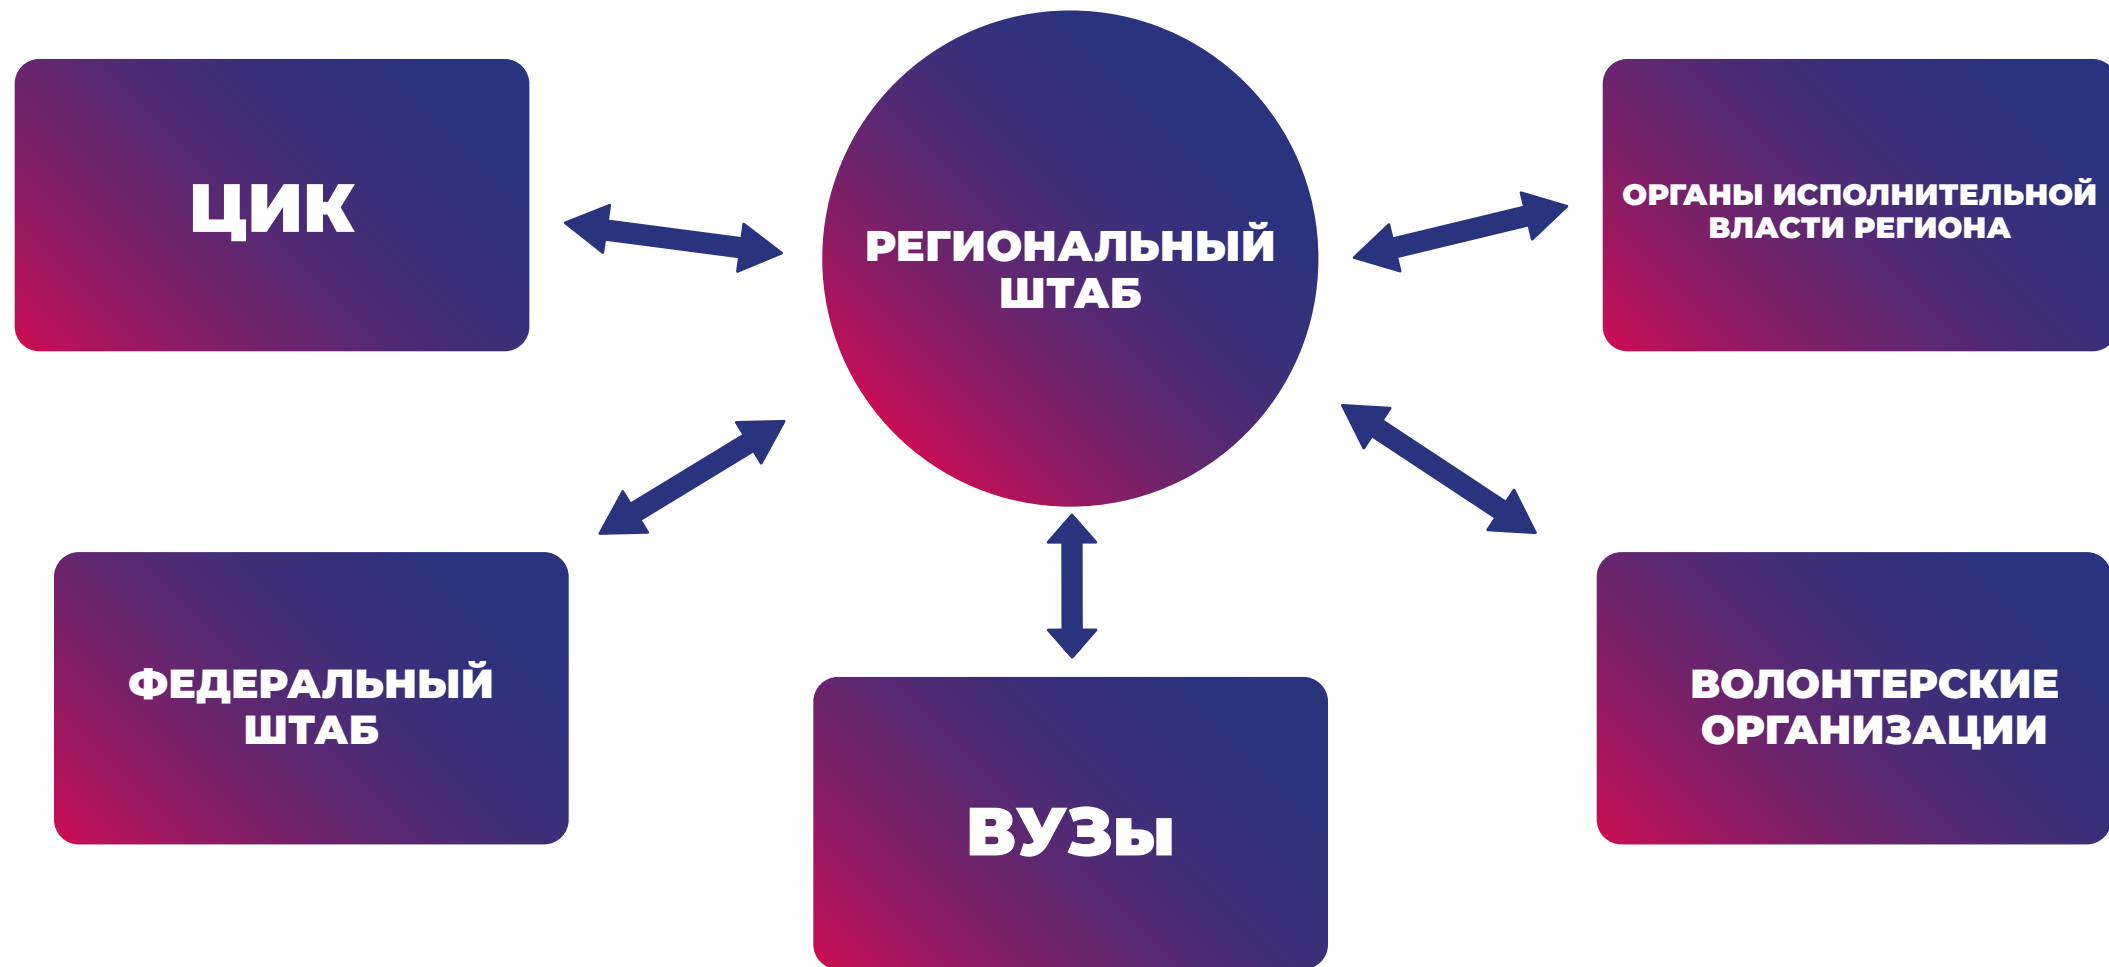 ЦИК
РЕГИОНАЛЬНЫЙ
ШТАБ
ОРГАНЫ ИСПОЛНИТЕЛЬНОЙ
ВЛАСТИ РЕГИОНА
ФЕДЕРАЛЬНЫЙ
ШТАБ
ВУЗы
ВОЛОНТЕРСКИЕ
ОРГАНИЗАЦИИ